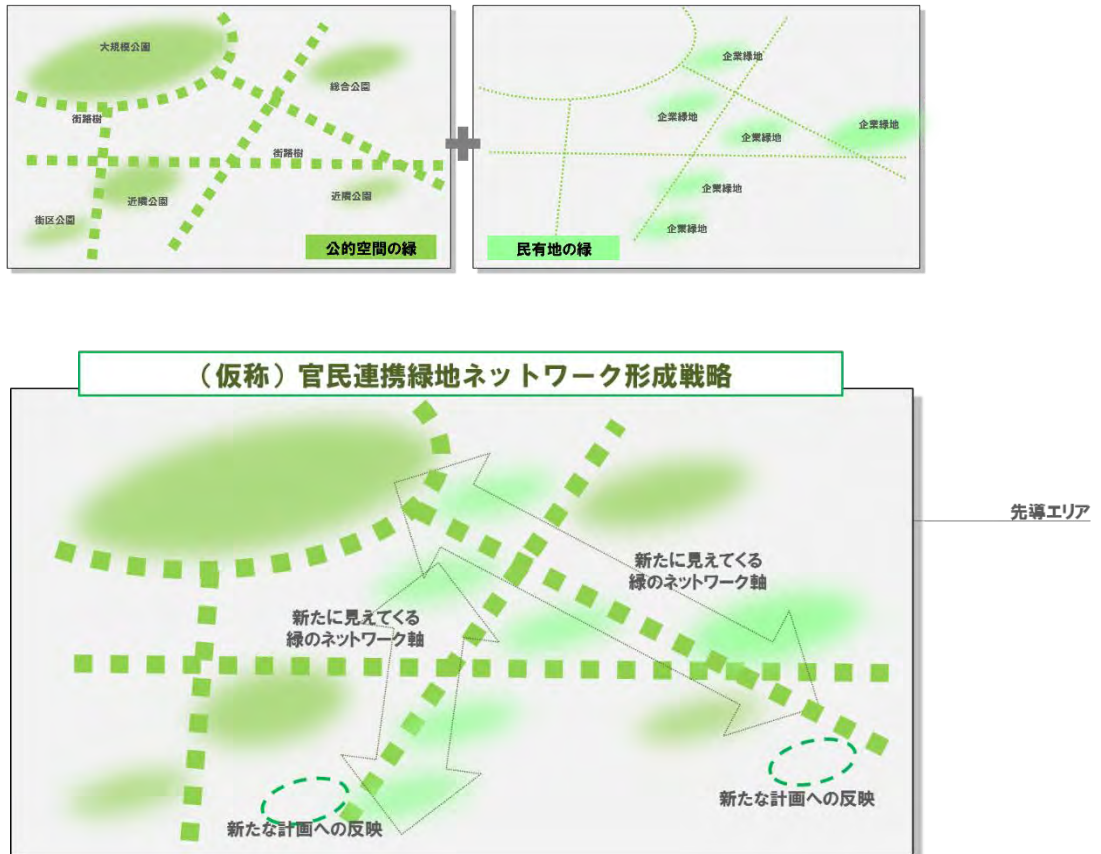 大規模公園
総合公園
街路樹
街路樹
近隣公園
近隣公園
街区公園
公的空間の緑
企業緑地
企業緑地
企業緑地
企業緑地
企業緑地
企業緑地
民有地の緑
（仮称）官民連携緑地ネットワーク形成戦略
先導エリア
新たに見えてくる
緑のネットワーク軸
新たに見えてくる
緑のネットワーク軸
新たな計画への反映
新たな計画への反映